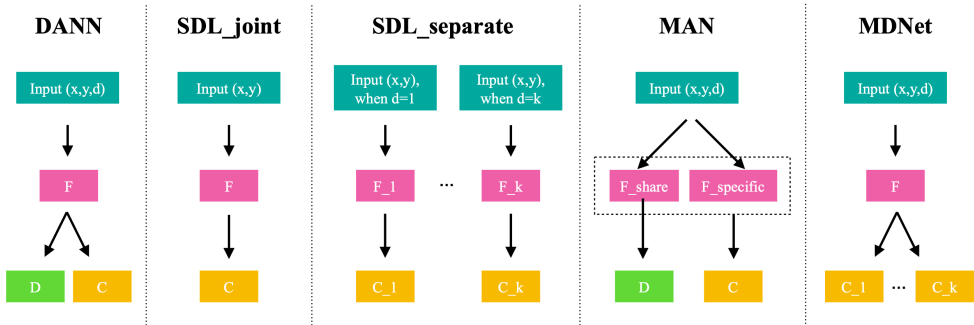 DANN
Input (x,y,d)
F
D
C
SDL_joint
Input (x,y)
F
C
SDL_separate
Input (x,y),
when d=1
Input (x,y),
when d=k
F_1
...
F_k
C_1
C_k
MAN
Input (x,y,d)
F_share
F_specific
D
C
MDNet
Input (x,y,d)
F
C_1
...
C_k